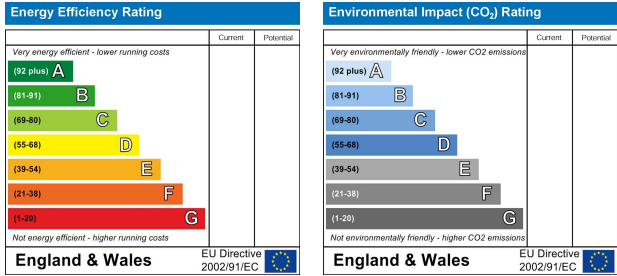 Energy Efficiency Rating
Current Potential
Very energy efficient - lower running costs
(92 plus) A
(81-91) B
(69-80) C
(55-68) D
(39-54) E
(21-38) F
(1-20) G
Not energy efficient - higher running costs
England & Wales
EU Directive
2002/91/EC
Environmental Impact (CO₂) Rating
Current Potential
Very environmentally friendly - lower CO2 emissions
(92 plus) A
(81-91) B
(69-80) C
(55-68) D
(39-54) E
(21-38) F
(1-20) G
Not environmentally friendly - higher CO2 emissions
England & Wales
EU Directive
2002/91/EC